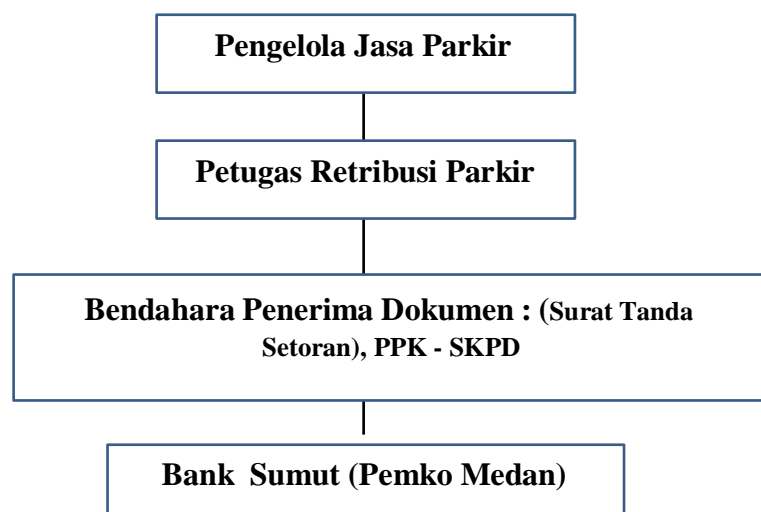 Pengelola Jasa Parkir
Petugas Retribusi Parkir
Bendahara Penerima Dokumen : (Surat Tanda
Setoran), PPK - SKPD
Bank Sumut (Pemko Medan)